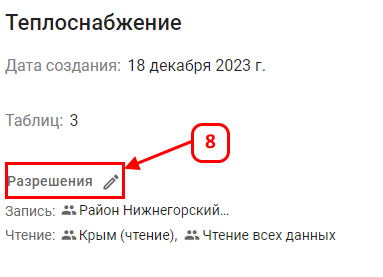 Теплоснабжение
Дата создания: 18 декабря 2023 г.
Таблиц: 3
8
Разрешения
Запись: Район Нижнегорский...
Чтение: Крым (чтение), Чтение всех данных